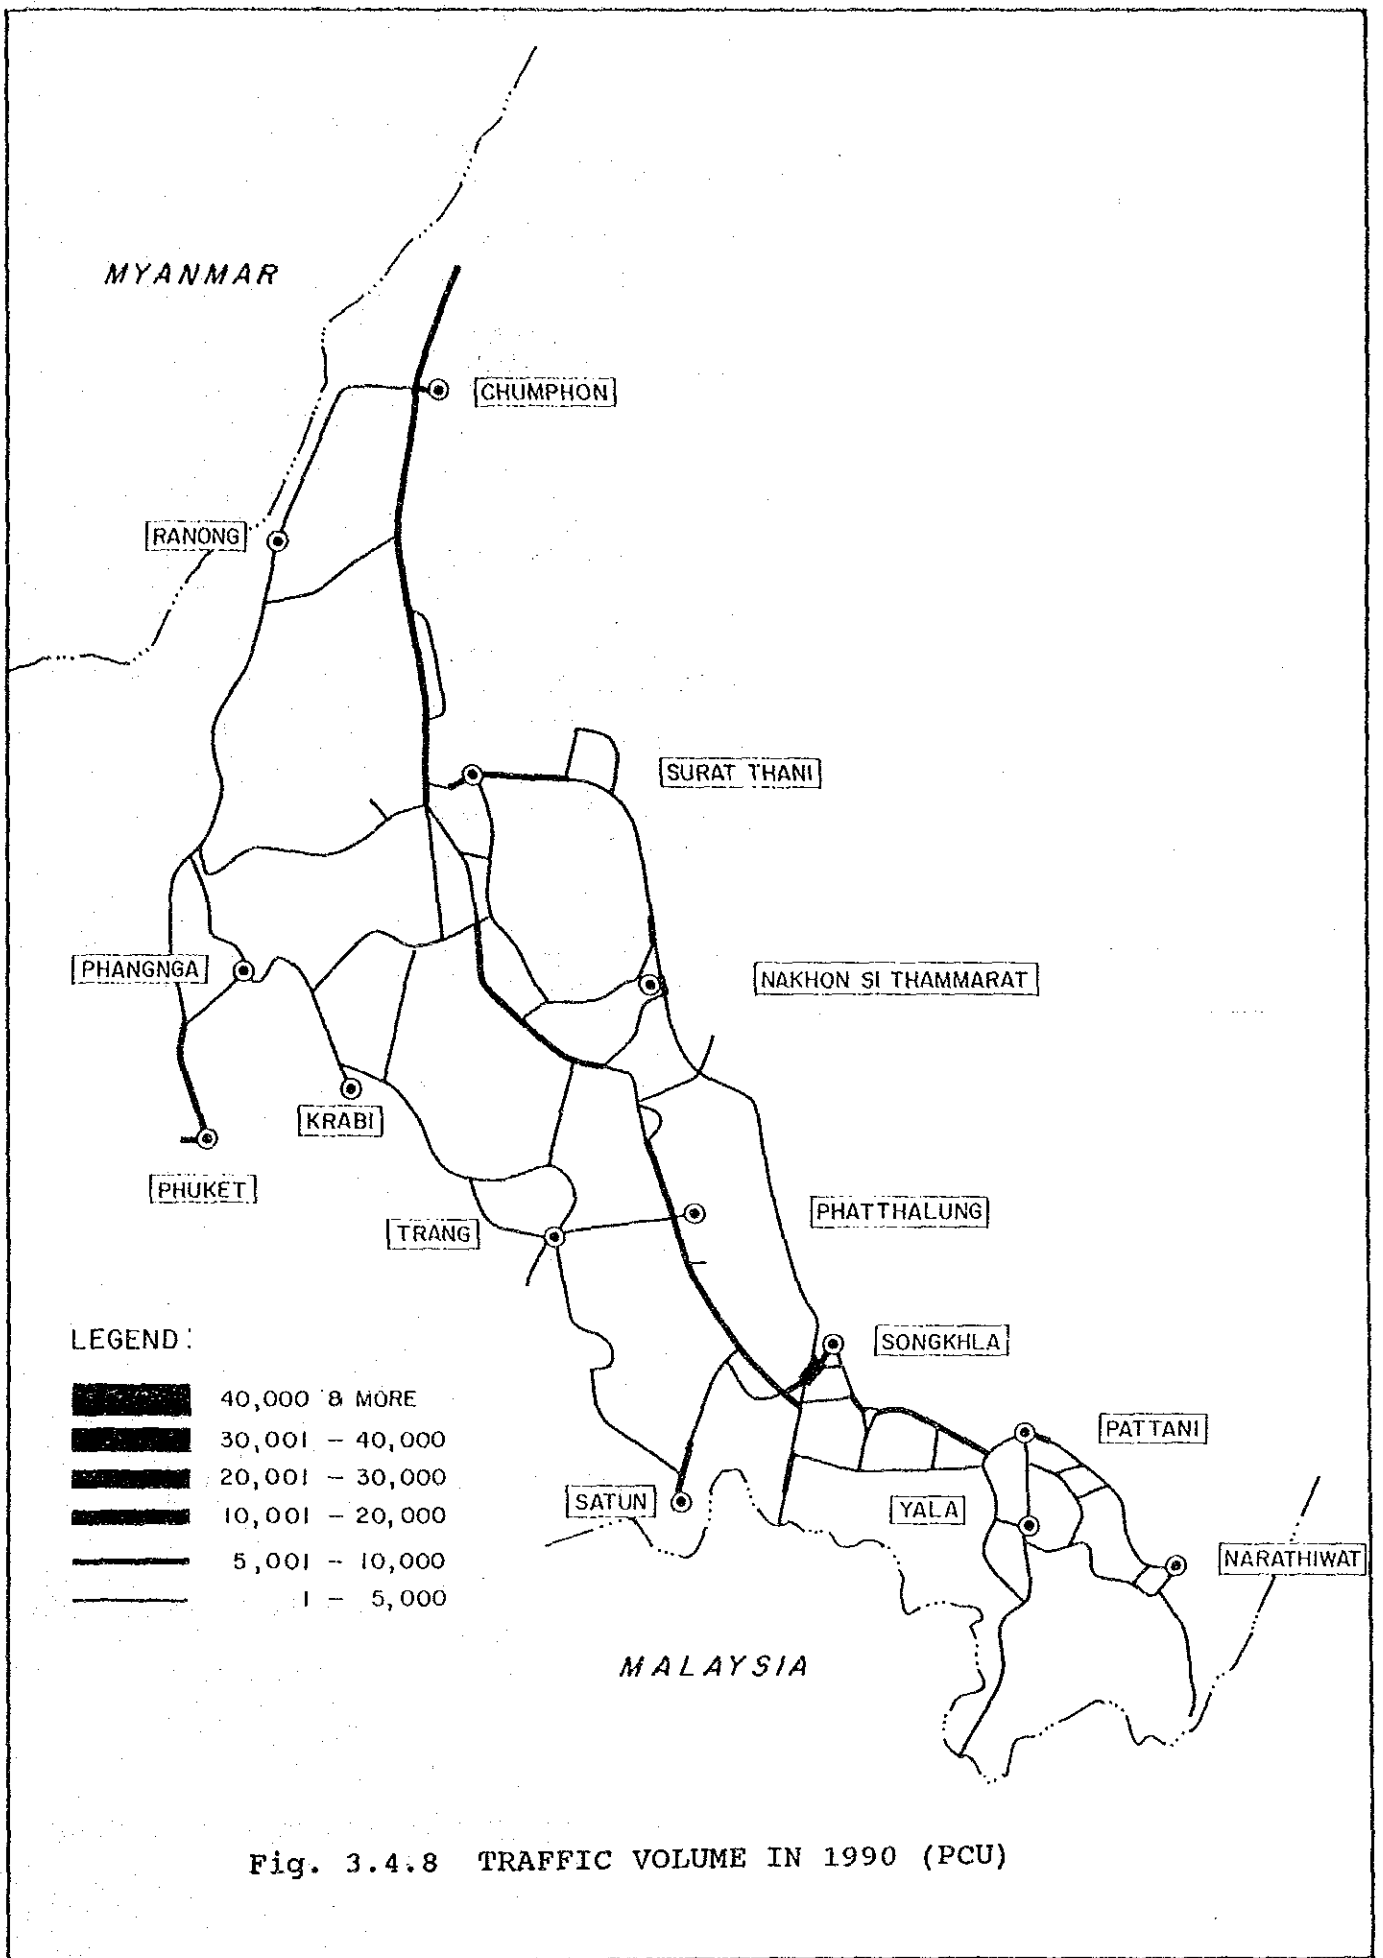 MYANMAR
CHUMPHON
RANONG
SURAT THANI
PHANGNGA
NAKHON SI THAMMARAT
KRABI
PHUKET
PHATTHALUNG
TRANG
SONGKHLA
LEGEND:
40,000 & MORE
30,001 - 40,000
20,001 - 30,000
10,001 - 20,000
5,001 - 10,000
1 - 5,000
PATTANI
SATUN
YALA
NARATHIWAT
MALAYSIA
Fig. 3.4.8 TRAFFIC VOLUME IN 1990 (PCU)